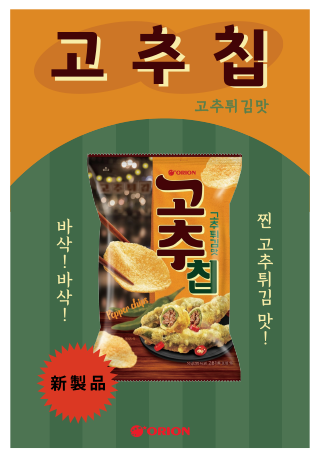 고추칩
고추튀김맛
ORION
고추칩
고추튀김맛
Pepper chips
바삭! 바삭!
찐 고추튀김 맛!
新製品
ORION